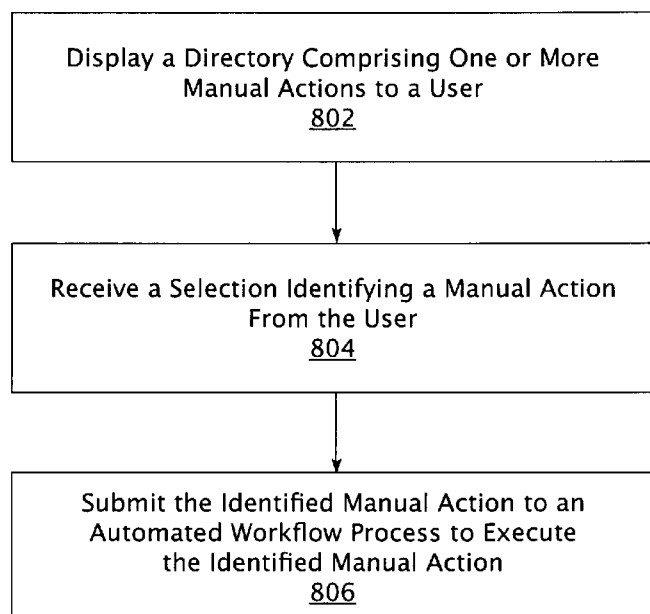 Display a Directory Comprising One or More
Manual Actions to a User
802
Receive a Selection Identifying a Manual Action
From the User
804
Submit the Identified Manual Action to an
Automated Workflow Process to Execute
the Identified Manual Action
806